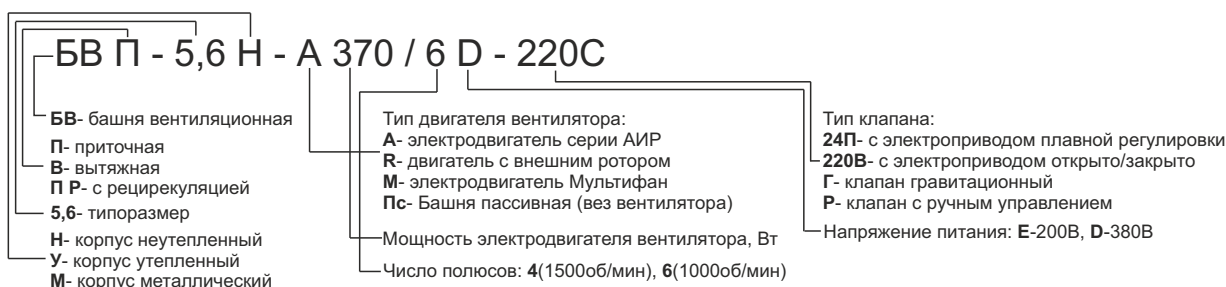 БВ П - 5,6 Н - А 370 / 6 D - 220С
БВ- башня вентиляционная
П- приточная
В- вытяжная
П Р- с рецирекуляцией
5,6- типоразмер
Н- корпус неутепленный
У- корпус утепленный
М- корпус металлический
Тип двигателя вентилятора:
А- электродвигатель серии АИР
R- двигатель с внешним ротором
М- электродвигатель Мультифан
Пс- Башня пассивная (вез вентилятора)
Мощность электродвигателя вентилятора, Вт
Число полюсов: 4(1500об/мин), 6(1000об/мин)
Тип клапана:
24П- с электроприводом плавной регулировки
220В- с электроприводом открыто/закрыто
Г- клапан гравитационный
Р- клапан с ручным управлением
Напряжение питания: Е-200В, D-380В